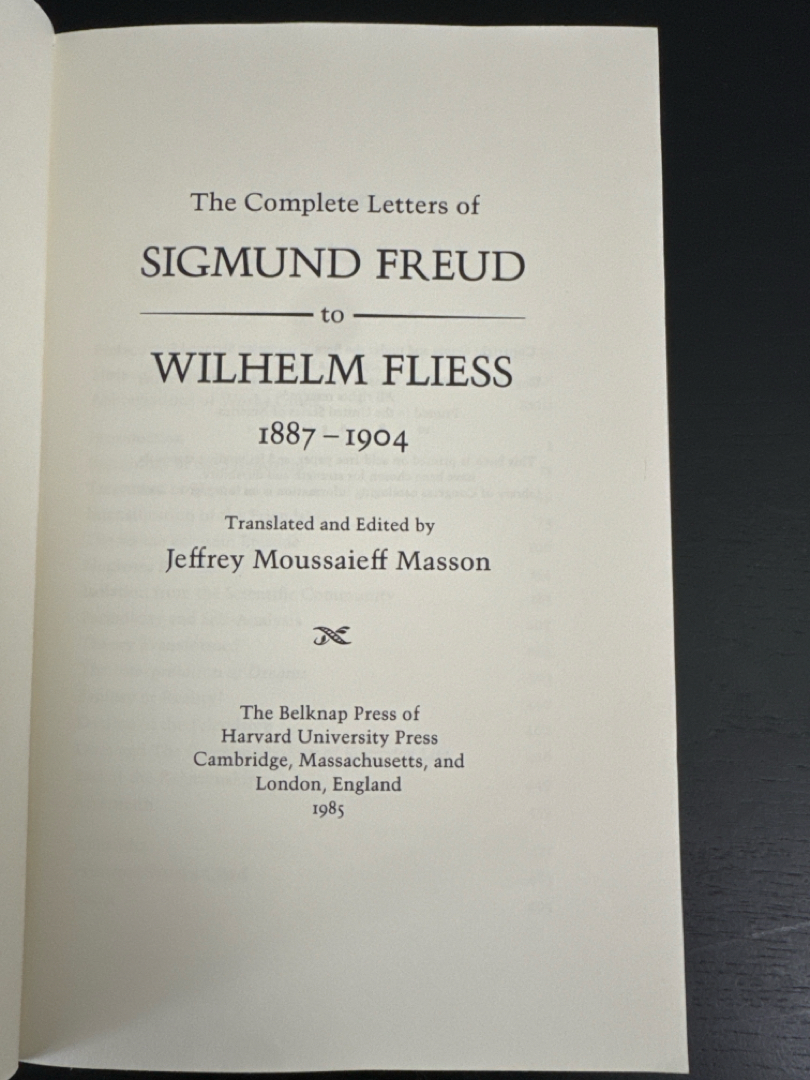 The Complete Letters of
SIGMUND FREUD
to
WILHELM FLIESS
1887–1904
Translated and Edited by
Jeffrey Moussaieff Masson
The Belknap Press of
Harvard University Press
Cambridge, Massachusetts, and
London, England
1985